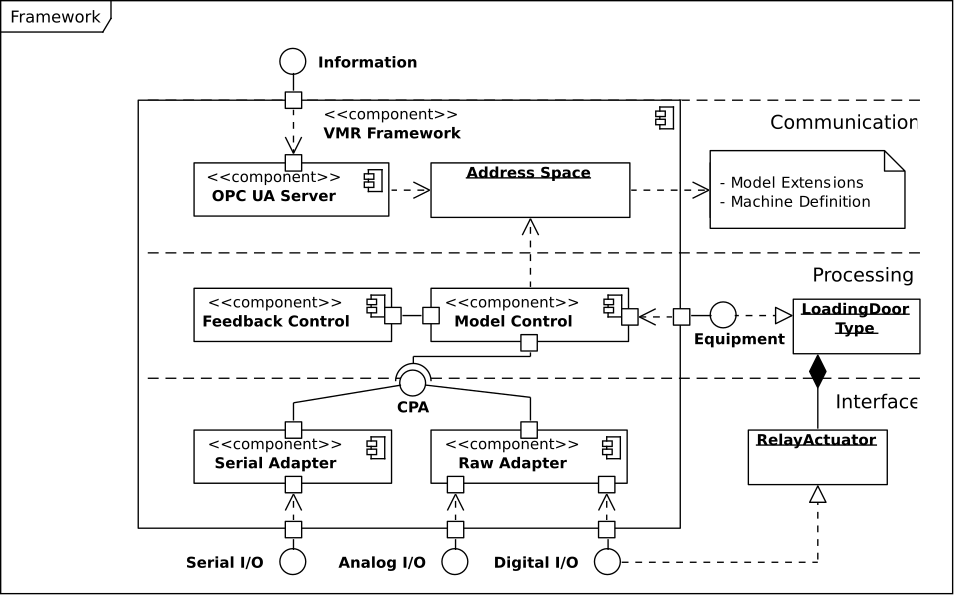 Framework
Information
<<component>>
VMR Framework
Communication
<<component>>
OPC UA Server
Address Space
- Model Extensions
- Machine Definition
Processing
<<component>>
Feedback Control
<<component>>
Model Control
Equipment
LoadingDoor
Type
CPA
Interface
<<component>>
Serial Adapter
<<component>>
Raw Adapter
RelayActuator
Serial I/O
Analog I/O
Digital I/O